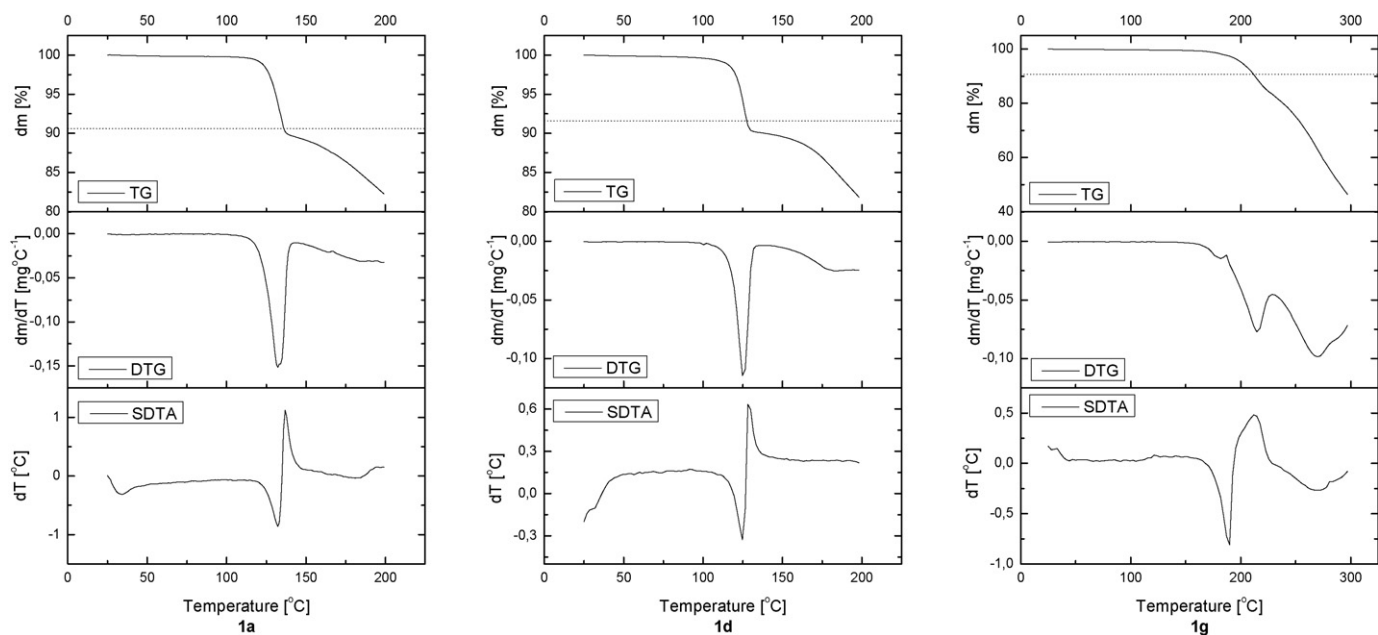 0 50 100 150 200
100
95
90
85
80
dm [%]
TG
0,00
-0,05
-0,10
-0,15
dm/dT [mg°C⁻¹]
DTG
1
0
-1
dT [°C]
SDTA
0 50 100 150 200
Temperature [°C]
1a
0 50 100 150 200
100
95
90
85
80
dm [%]
TG
0,00
-0,05
-0,10
dm/dT [mg°C⁻¹]
DTG
0,6
0,3
0,0
-0,3
dT [°C]
SDTA
0 50 100 150 200
Temperature [°C]
1d
0 100 200 300
100
80
60
40
dm [%]
TG
0,00
-0,05
-0,10
dm/dT [mg°C⁻¹]
DTG
0,5
0,0
-0,5
-1,0
dT [°C]
SDTA
0 100 200 300
Temperature [°C]
1g